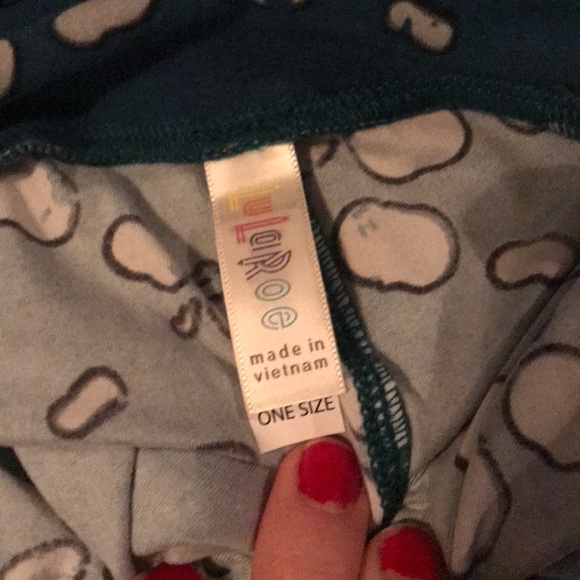 LuLaRoe
made in
vietnam
ONE SIZE